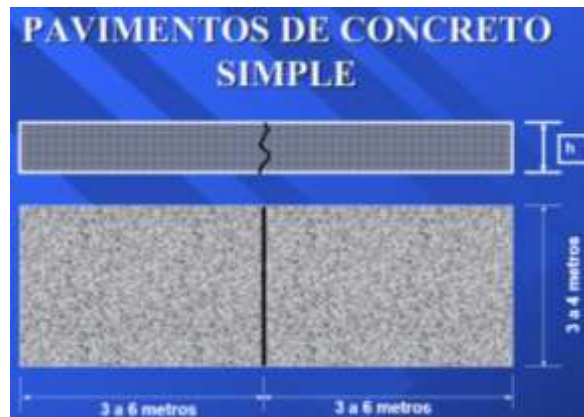 PAVIMENTOS DE CONCRETO
SIMPLE
h
3 a 4 metros
3 a 6 metros
3 a 6 metros